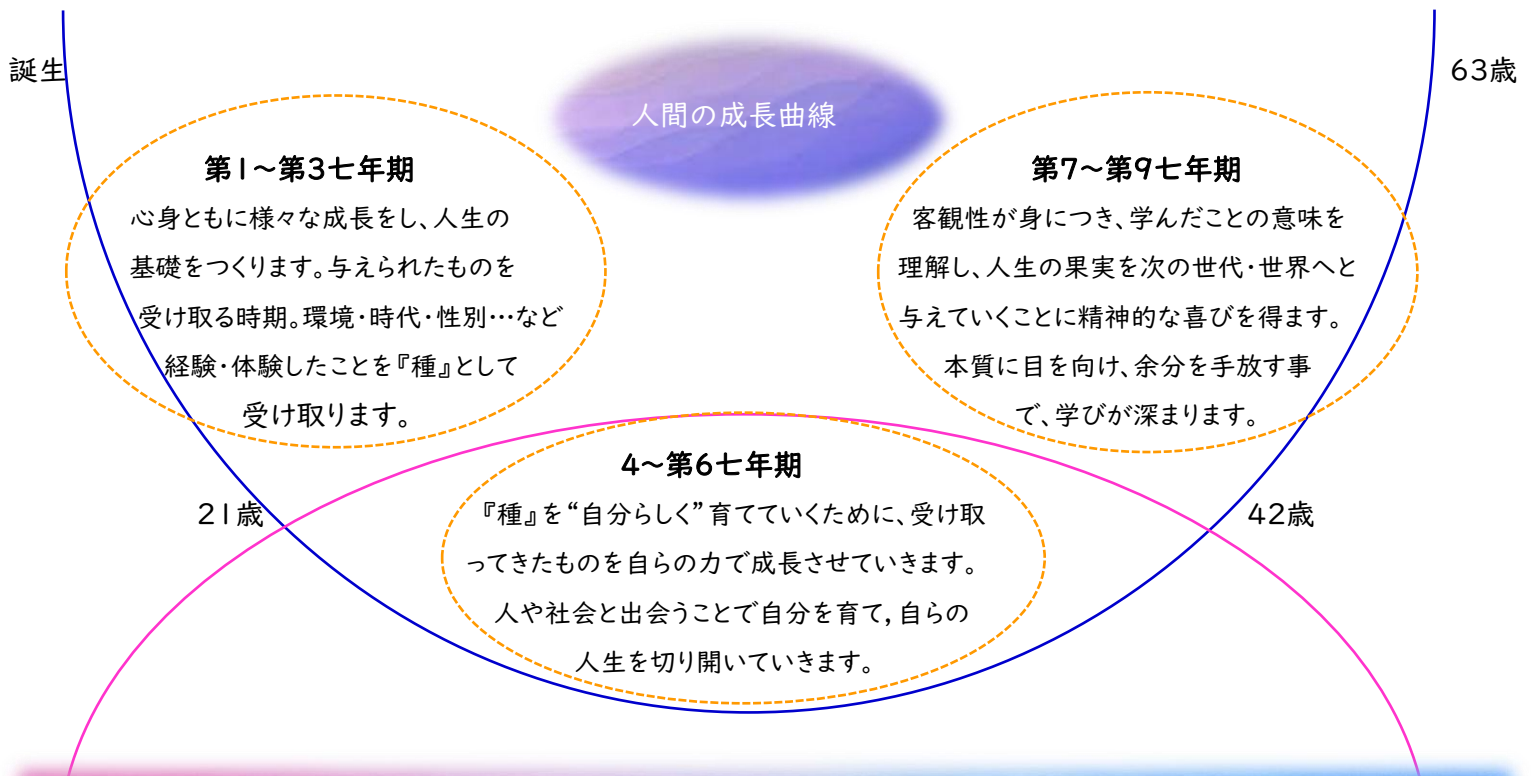 誕生
63歳
人間の成長曲線
第1~第3七年期
心身ともに様々な成長をし、人生の
基礎をつくります。与えられたものを
受け取る時期。環境・時代・性別…など
経験・体験したことを『種』として
受け取ります。
第7~第9七年期
客観性が身につき、学んだことの意味を
理解し、人生の果実を次の世代・世界へと
与えていくことに精神的な喜びを得ます。
本質に目を向け、余分を手放す事
で、学びが深まります。
21歳
4~第6七年期
『種』を“自分らしく”育てていくために、受け取
ってきたものを自らの力で成長させていきます。
人や社会と出会うことで自分を育て,自らの
人生を切り開いていきます。
42歳